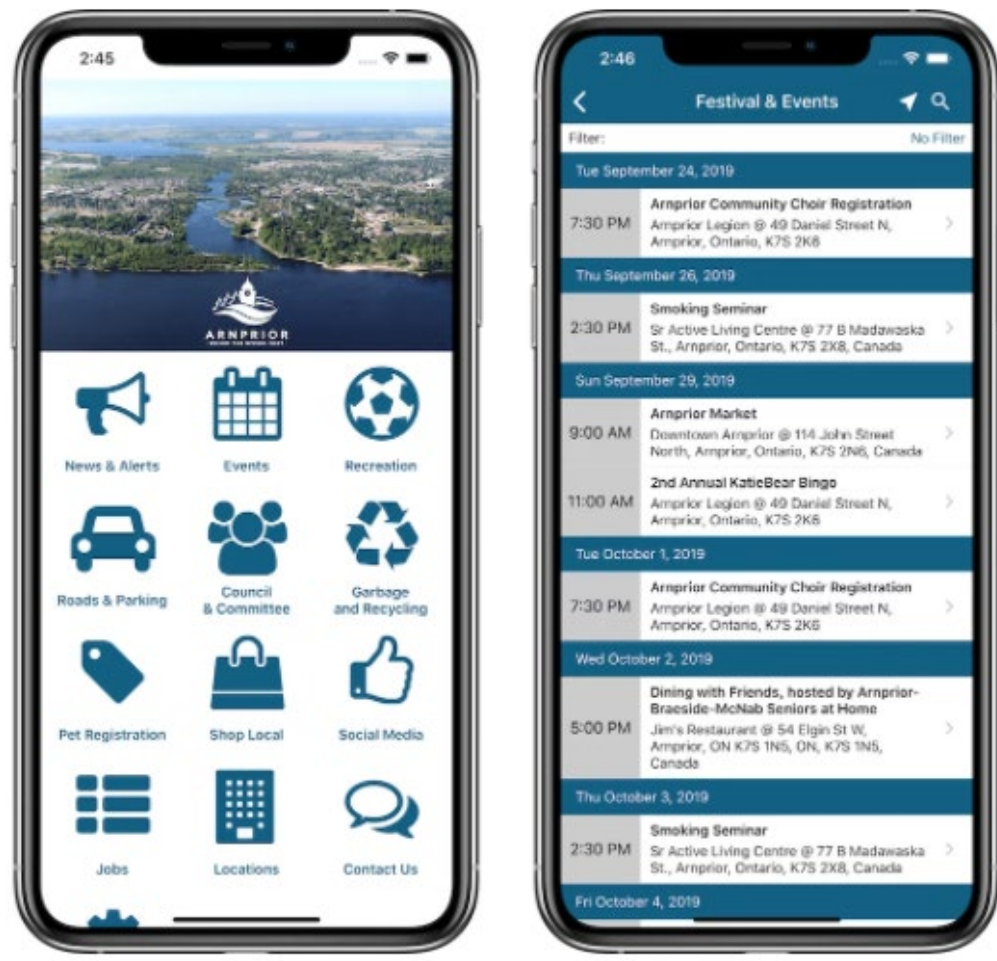 2:45
ARNPRIOR
News & Alerts
Events
Recreation
Roads & Parking
Council
& Committee
Garbage
and Recycling
Pet Registration
Shop Local
Social Media
Jobs
Locations
Contact Us
2:46
Festival & Events
Filter:
No Filter
Tue September 24, 2019
7:30 PM
Arnprior Community Choir Registration
Arnprior Legion @ 49 Daniel Street N,
Arnprior, Ontario, K7S 2K6
Thu September 26, 2019
2:30 PM
Smoking Seminar
Sr Active Living Centre @ 77 B Madawaska
St., Arnprior, Ontario, K7S 2X8, Canada
Sun September 29, 2019
9:00 AM
Arnprior Market
Downtown Arnprior @ 114 John Street
North, Arnprior, Ontario, K7S 2N6, Canada
11:00 AM
2nd Annual KatieBear Bingo
Arnprior Legion @ 49 Daniel Street N,
Arnprior, Ontario, K7S 2K6
Tue October 1, 2019
7:30 PM
Arnprior Community Choir Registration
Arnprior Legion @ 49 Daniel Street N,
Arnprior, Ontario, K7S 2K6
Wed October 2, 2019
5:00 PM
Dining with Friends, hosted by Arnprior-
Braeside-McNab Seniors at Home
Jim's Restaurant @ 54 Elgin St W,
Arnprior, ON K7S 1N5, ON, K7S 1N5,
Canada
Thu October 3, 2019
2:30 PM
Smoking Seminar
Sr Active Living Centre @ 77 B Madawaska
St., Arnprior, Ontario, K7S 2X8, Canada
Fri October 4, 2019